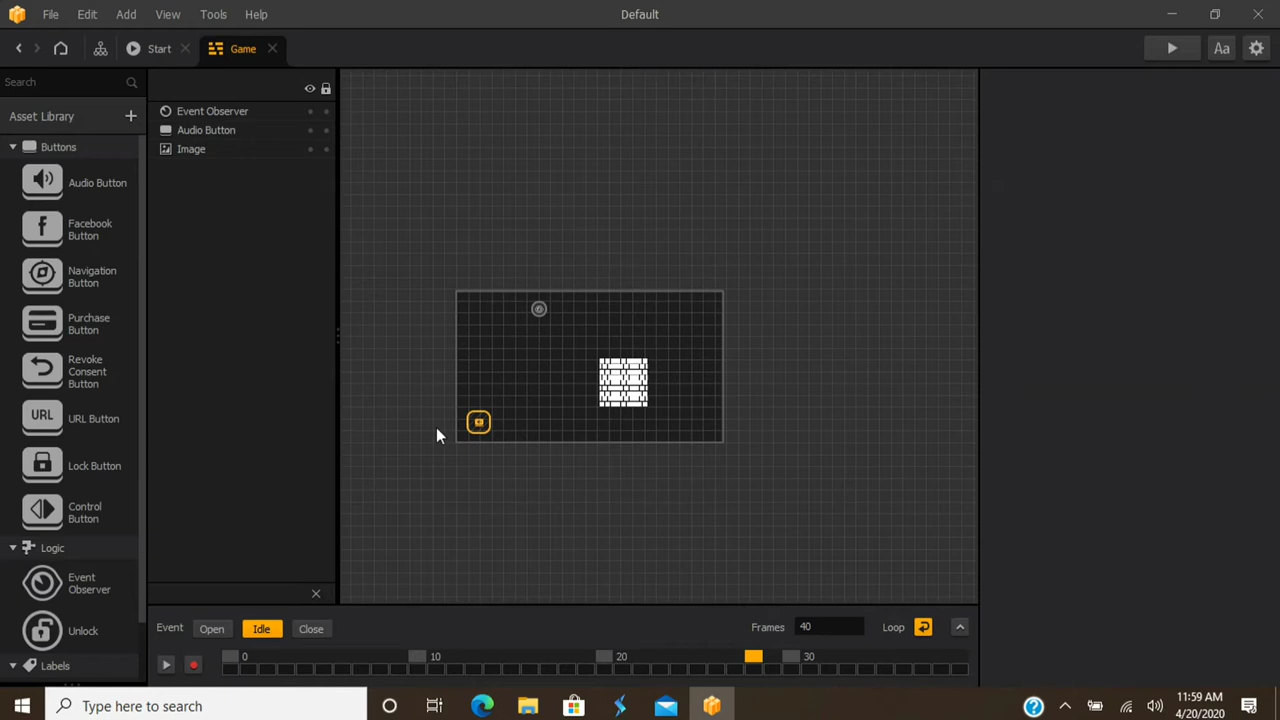 File Edit Add View Tools Help
Default
Start
Game
Aa
Search
Asset Library
Buttons
Audio Button
Facebook
Button
Navigation
Button
Purchase
Button
Revoke
Consent
Button
URL
URL Button
Lock Button
Control
Button
Logic
Event
Observer
Unlock
Labels
Event Observer
Audio Button
Image
Event Open Idle Close
Frames 40 Loop
0 10 20 30
Type here to search
11:59 AM
4/20/2020